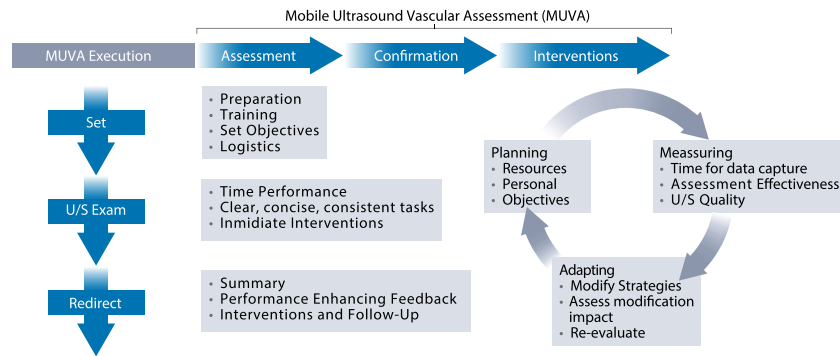 Mobile Ultrasound Vascular Assessment (MUVA)
MUVA Execution
Assessment
Confirmation
Interventions
Set
• Preparation
• Training
• Set Objectives
• Logistics
U/S Exam
• Time Performance
• Clear, concise, consistent tasks
• Inmidiate Interventions
Redirect
• Summary
• Performance Enhancing Feedback
• Interventions and Follow-Up
Planning
• Resources
• Personal
• Objectives
Meassuring
• Time for data capture
• Assessment Effectiveness
• U/S Quality
Adapting
• Modify Strategies
• Assess modification
impact
• Re-evaluate